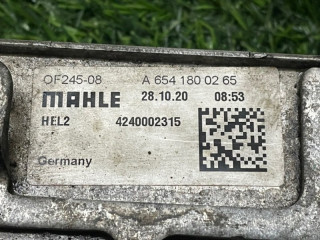 OF245-08 A 654 180 02 65
MAHLE 28.10.20 08:53
HEL2 4240002315
Germany